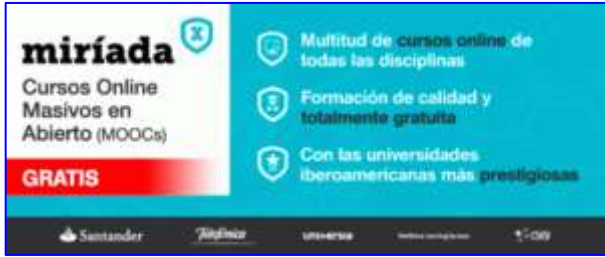 miríada X
Cursos Online
Masivos en
Abierto (MOOCs)
GRATIS
Multitud de cursos online de
todas las disciplinas
Formación de calidad y
totalmente gratuita
Con las universidades
iberoamericanas más prestigiosas
Santander
Telefónica
universia